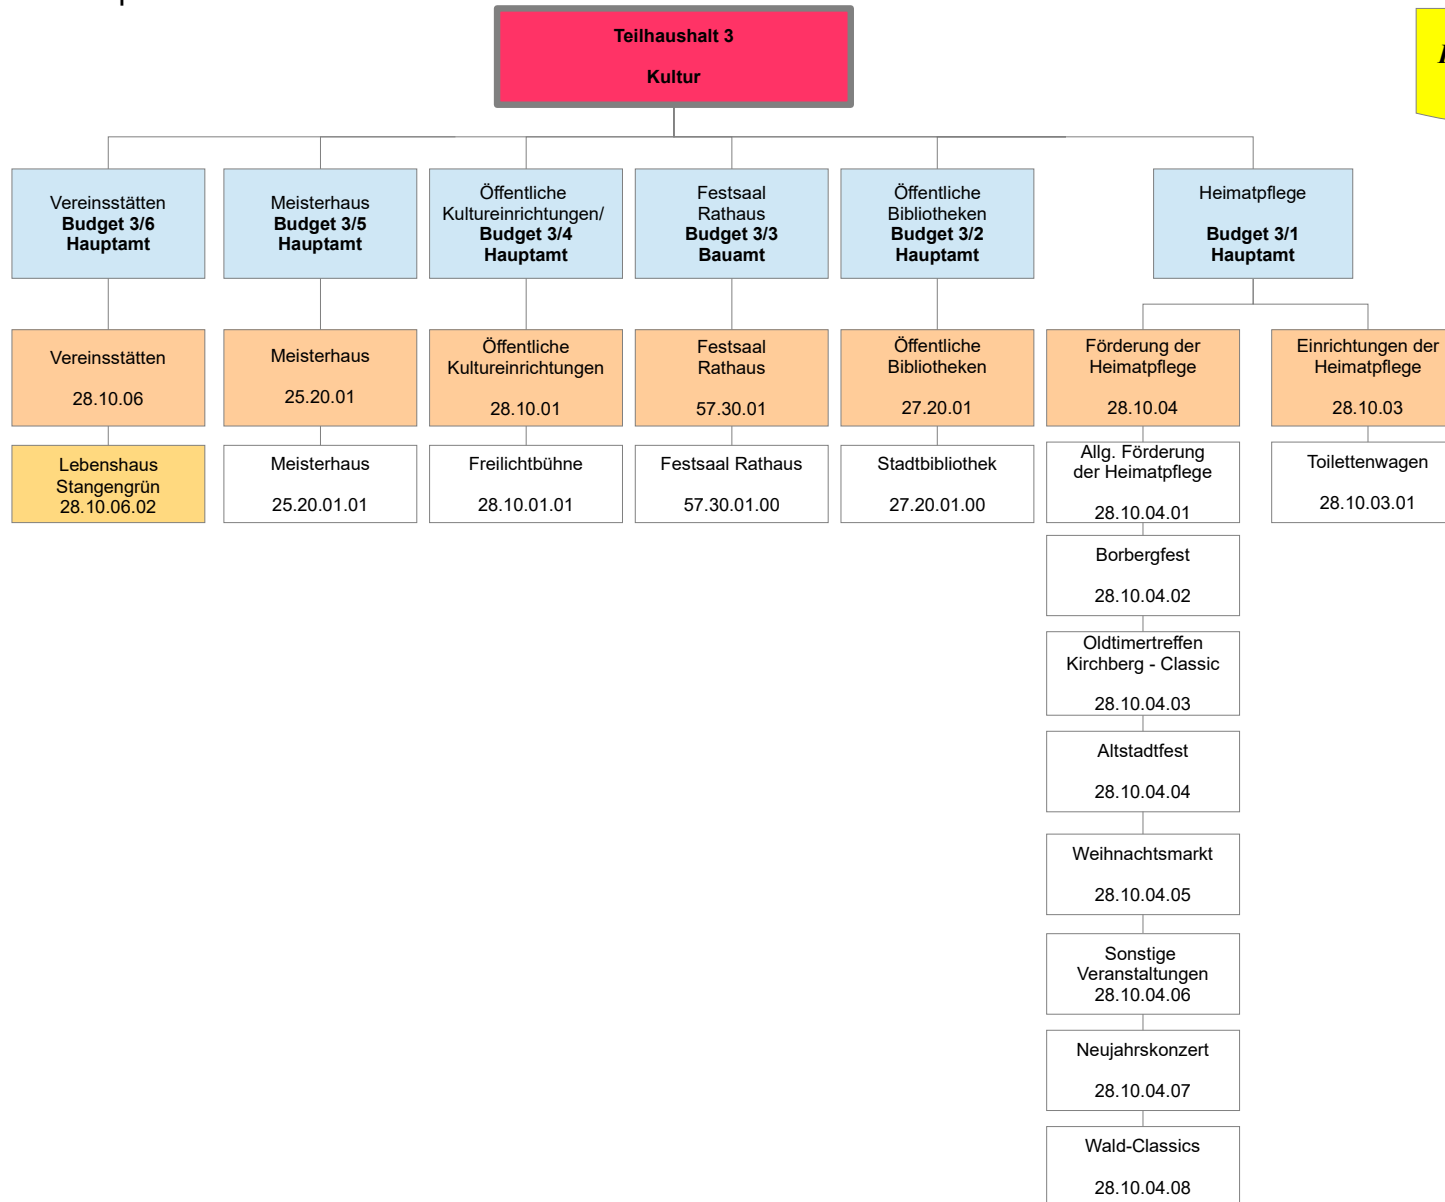 Teilhaushalt 3
Kultur
Vereinsstätten
Budget 3/6
Hauptamt
Meisterhaus
Budget 3/5
Hauptamt
Öffentliche
Kultureinrichtungen/
Budget 3/4
Hauptamt
Festsaal
Rathaus
Budget 3/3
Bauamt
Öffentliche
Bibliotheken
Budget 3/2
Hauptamt
Heimatpflege
Budget 3/1
Hauptamt
Vereinsstätten
28.10.06
Meisterhaus
25.20.01
Öffentliche
Kultureinrichtungen
28.10.01
Festsaal
Rathaus
57.30.01
Öffentliche
Bibliotheken
27.20.01
Förderung der
Heimatpflege
28.10.04
Einrichtungen der
Heimatpflege
28.10.03
Lebenshaus
Stangengrün
28.10.06.02
Meisterhaus
25.20.01.01
Freilichtbühne
28.10.01.01
Festsaal Rathaus
57.30.01.00
Stadtbibliothek
27.20.01.00
Allg. Förderung
der Heimatpflege
28.10.04.01
Toilettenwagen
28.10.03.01
Borbergfest
28.10.04.02
Oldtimertreffen
Kirchberg - Classic
28.10.04.03
Altstadtfest
28.10.04.04
Weihnachtsmarkt
28.10.04.05
Sonstige
Veranstaltungen
28.10.04.06
Neujahrskonzert
28.10.04.07
Wald-Classics
28.10.04.08